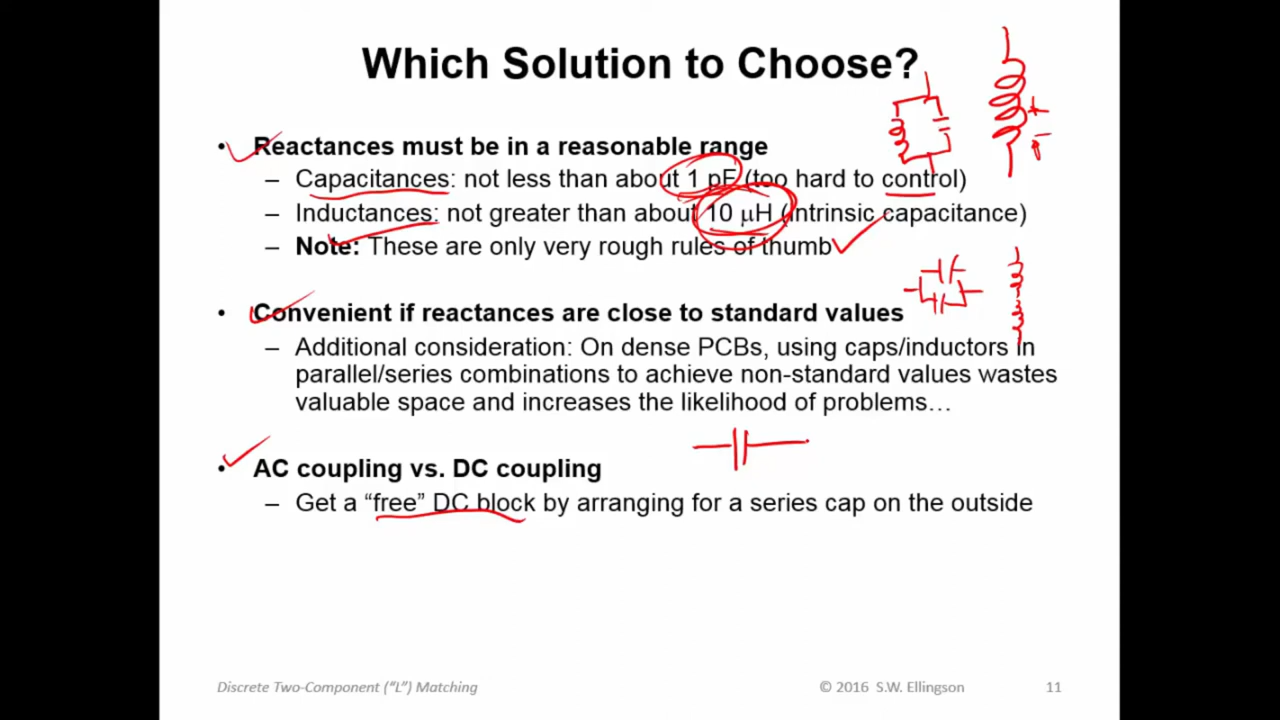 Which Solution to Choose?
• Reactances must be in a reasonable range
– Capacitances: not less than about 1 pF (too hard to control)
– Inductances: not greater than about 10 μH (intrinsic capacitance)
– Note: These are only very rough rules of thumb
• Convenient if reactances are close to standard values
– Additional consideration: On dense PCBs, using caps/inductors in
parallel/series combinations to achieve non-standard values wastes
valuable space and increases the likelihood of problems…
• AC coupling vs. DC coupling
– Get a “free” DC block by arranging for a series cap on the outside
Discrete Two-Component (“L”) Matching
© 2016 S.W. Ellingson
11